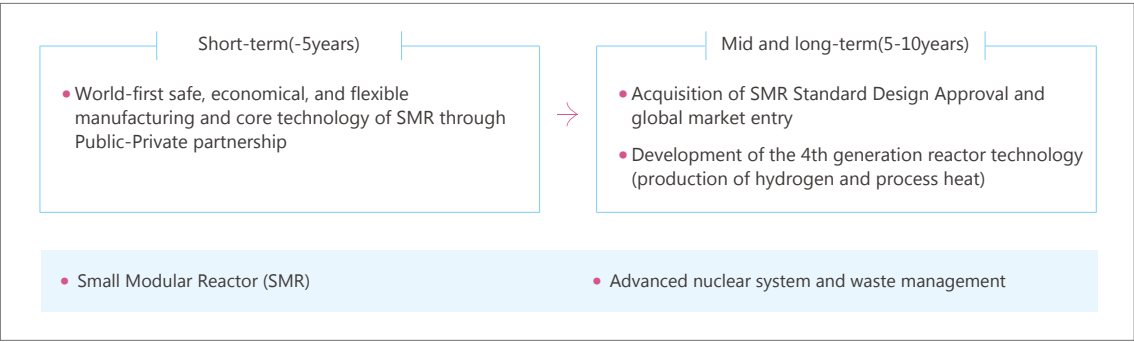 Short-term(-5years)
• World-first safe, economical, and flexible
manufacturing and core technology of SMR through
Public-Private partnership
Mid and long-term(5-10years)
• Acquisition of SMR Standard Design Approval and
global market entry
• Development of the 4th generation reactor technology
(production of hydrogen and process heat)
• Small Modular Reactor (SMR)
• Advanced nuclear system and waste management